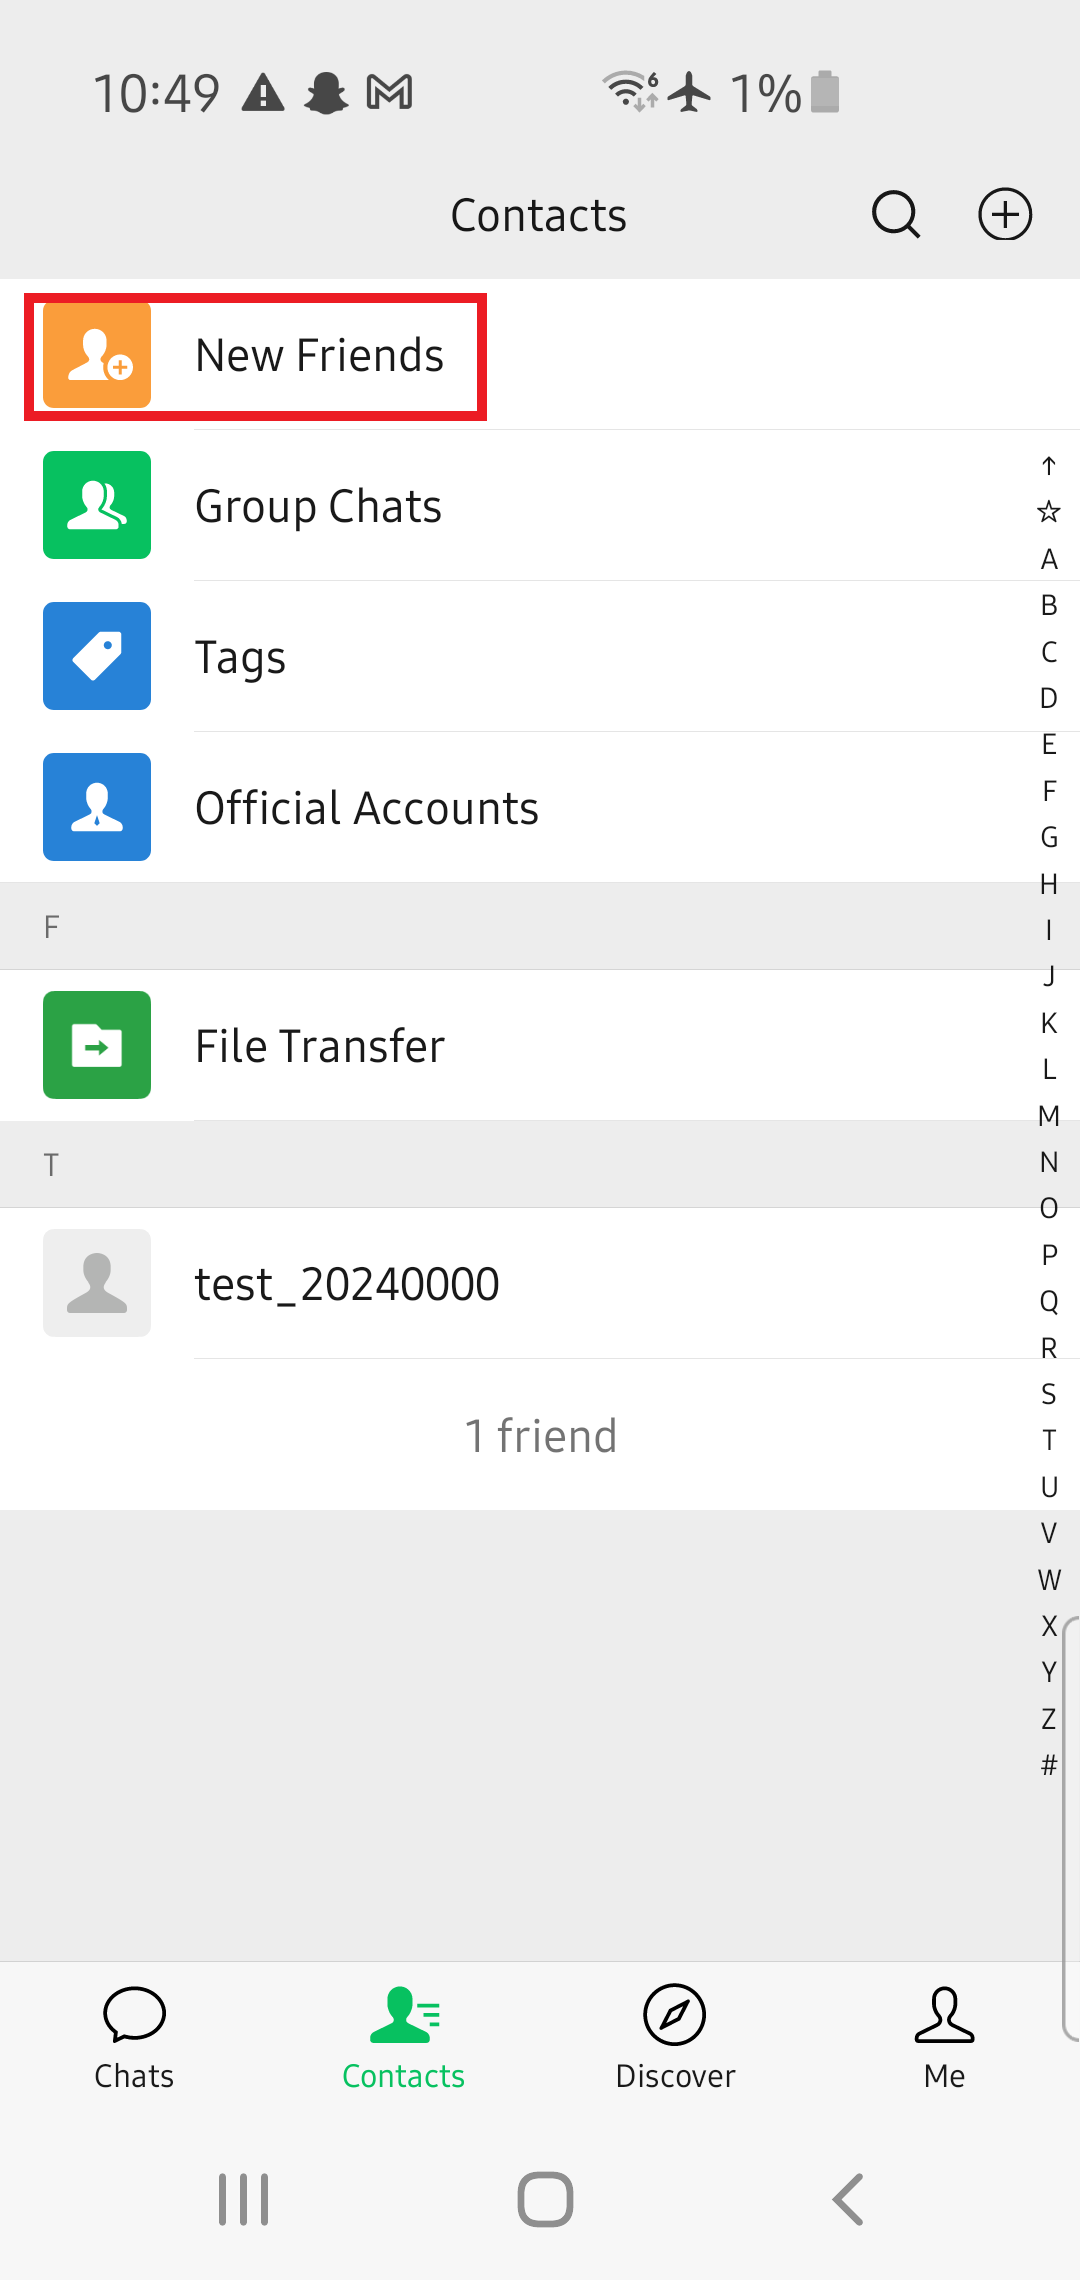 10:49 6 1%
Contacts
New Friends
Group Chats
Tags
Official Accounts
F
File Transfer
T
test_20240000
1 friend
↑
☆
A
B
C
D
E
F
G
H
I
J
K
L
M
N
O
P
Q
R
S
T
U
V
W
X
Y
Z
#
Chats Contacts Discover Me